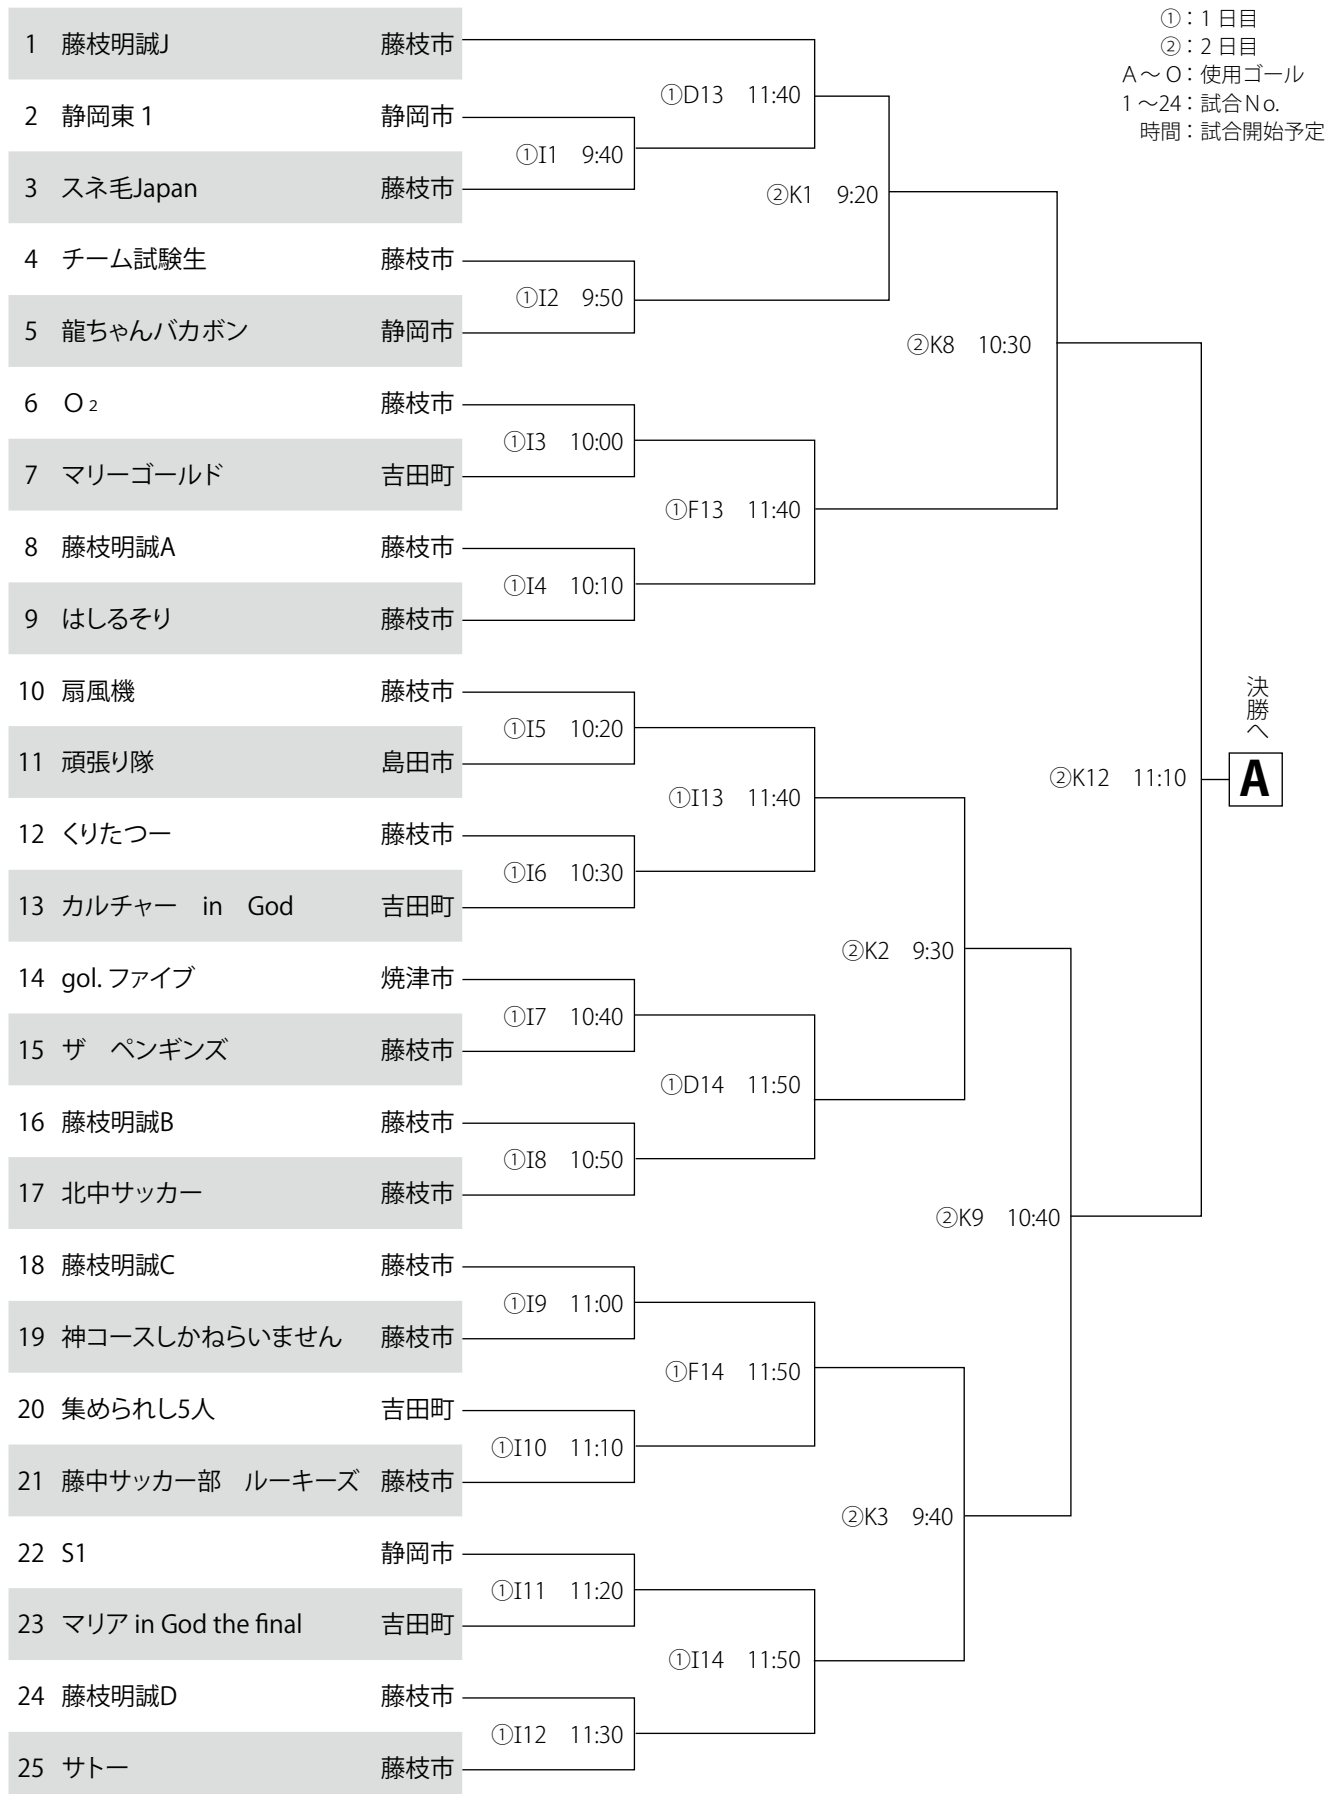 ①：1 日目
②：2 日目
A～O：使用ゴール
1～24：試合No.
時間：試合開始予定
1 藤枝明誠J 藤枝市
①D13 11:40
2 静岡東 1 静岡市
①I1 9:40
3 スネ毛Japan 藤枝市
②K1 9:20
4 チーム試験生 藤枝市
①I2 9:50
5 龍ちゃんバカボン 静岡市
②K8 10:30
6 O₂ 藤枝市
①I3 10:00
7 マリーゴールド 吉田町
①F13 11:40
8 藤枝明誠A 藤枝市
①I4 10:10
9 はしるそり 藤枝市
10 扇風機 藤枝市
①I5 10:20
11 頑張り隊 島田市
①I13 11:40
決勝へ
②K12 11:10 A
12 くりたつー 藤枝市
①I6 10:30
13 カルチャー in God 吉田町
②K2 9:30
14 gol. ファイブ 焼津市
①I7 10:40
15 ザ ペンギンズ 藤枝市
①D14 11:50
16 藤枝明誠B 藤枝市
①I8 10:50
17 北中サッカー 藤枝市
②K9 10:40
18 藤枝明誠C 藤枝市
①I9 11:00
19 神コースしかねらいません 藤枝市
①F14 11:50
20 集められし5人 吉田町
①I10 11:10
21 藤中サッカー部 ルーキーズ 藤枝市
②K3 9:40
22 S1 静岡市
①I11 11:20
23 マリア in God the final 吉田町
①I14 11:50
24 藤枝明誠D 藤枝市
①I12 11:30
25 サトー 藤枝市